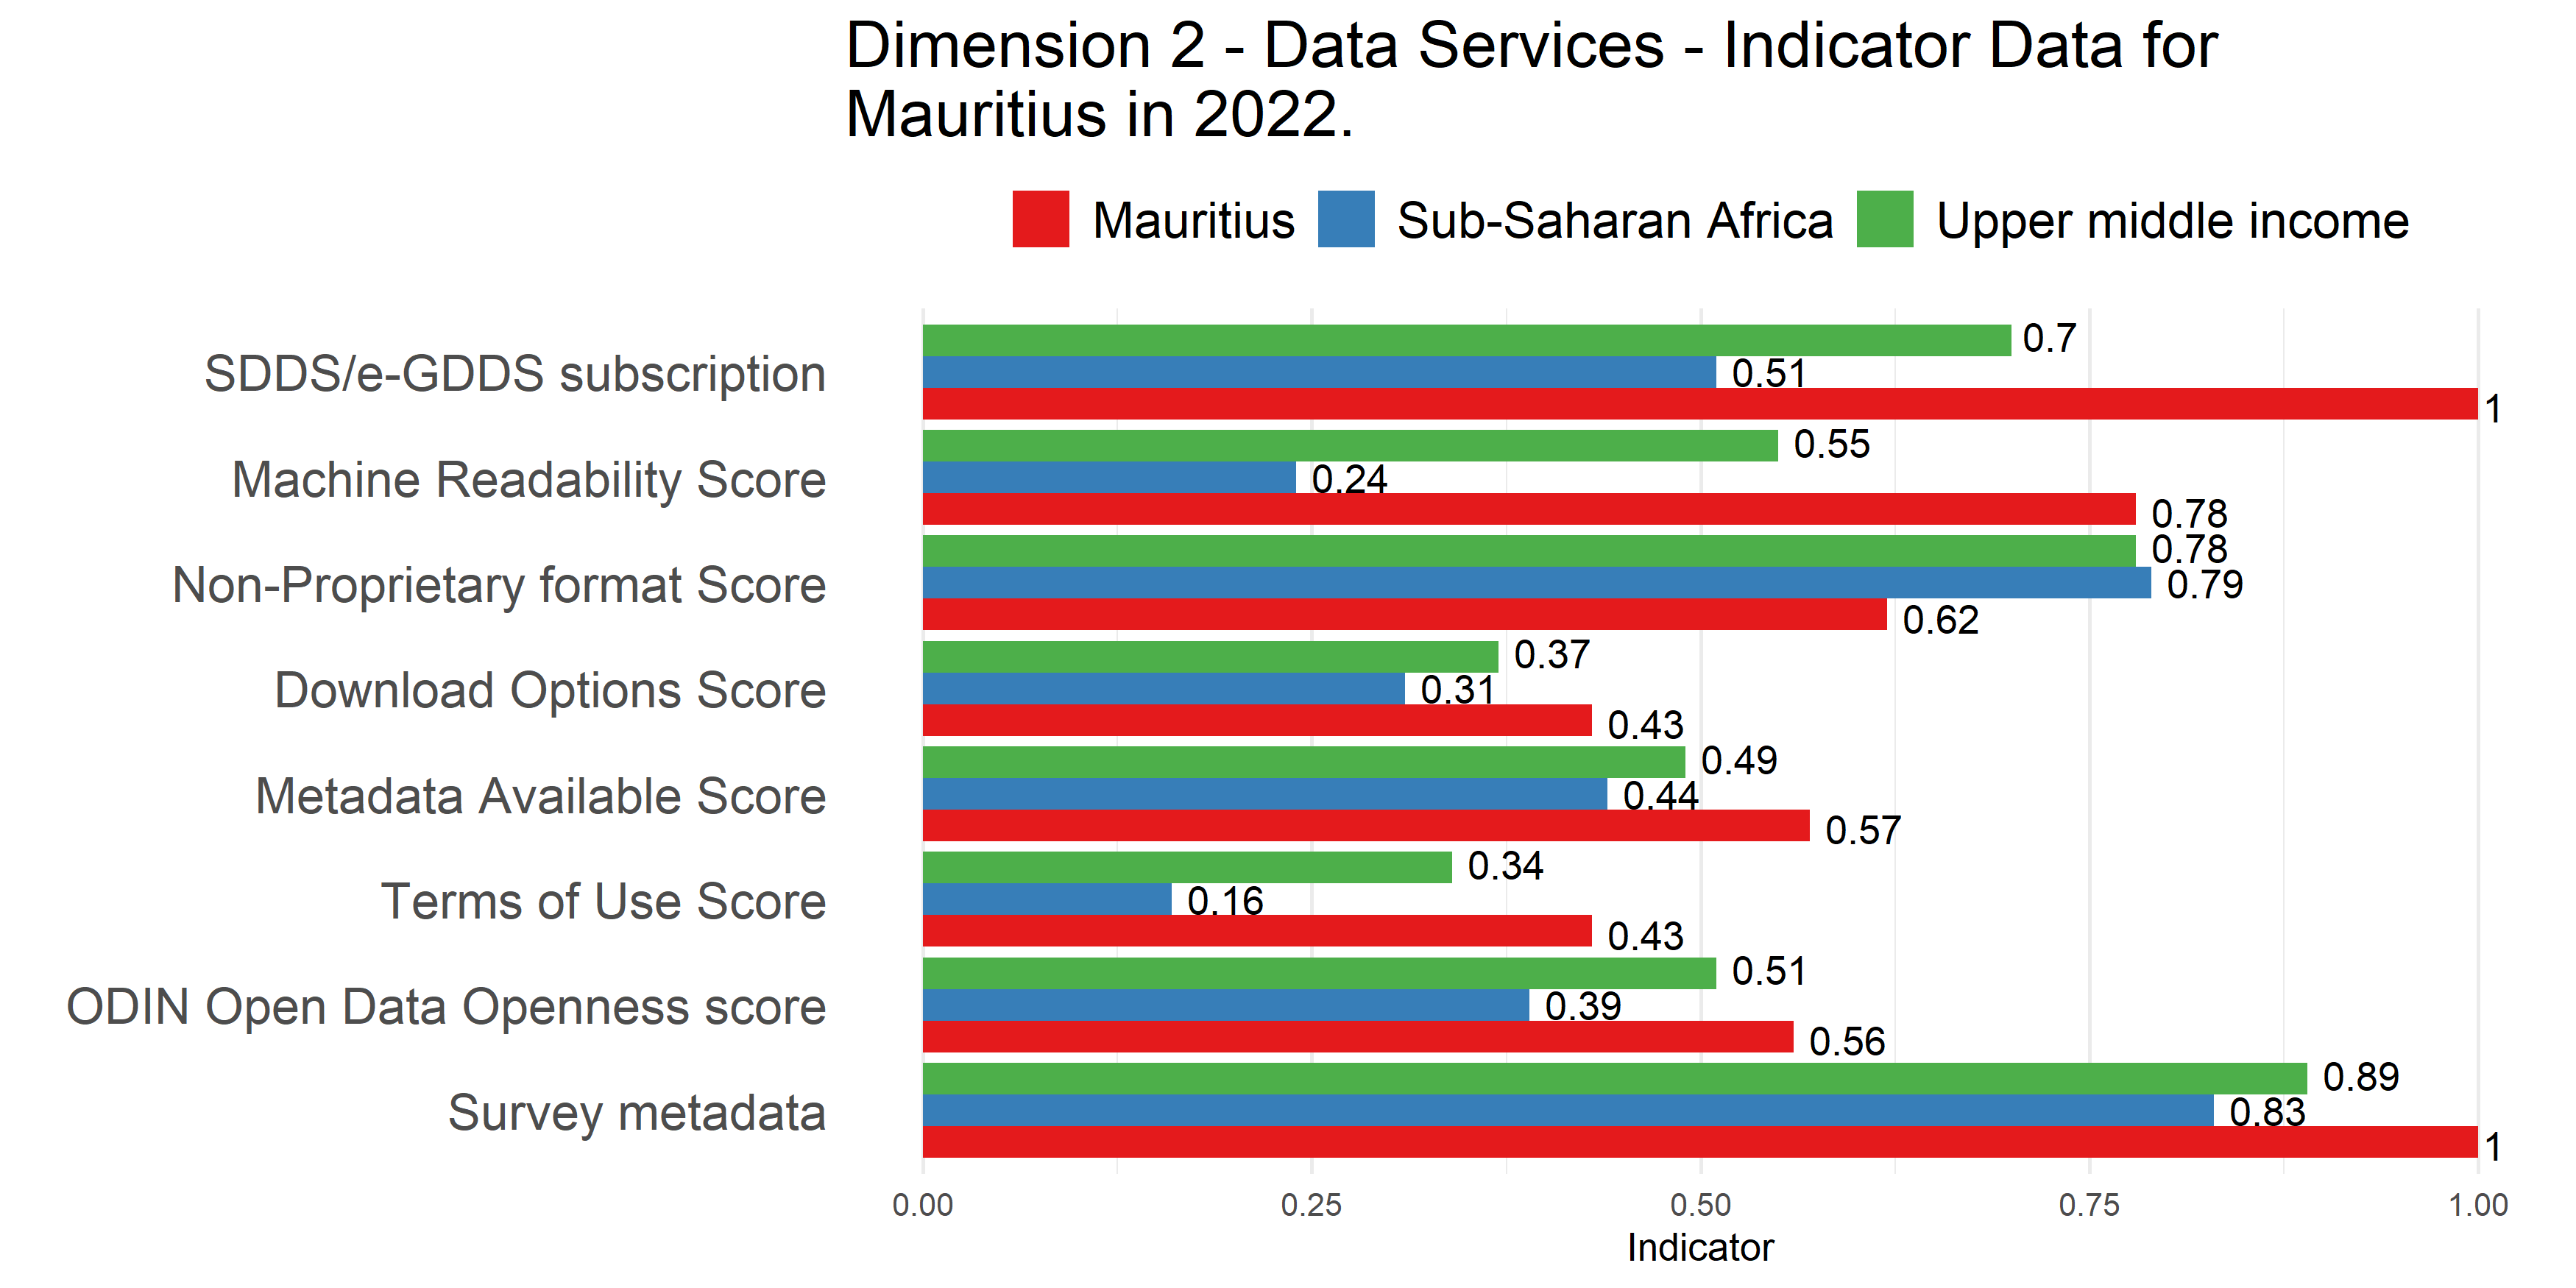 Dimension 2 - Data Services - Indicator Data for
Mauritius in 2022.
Mauritius Sub-Saharan Africa Upper middle income
SDDS/e-GDDS subscription
0.7
0.51
1
Machine Readability Score
0.55
0.24
0.78
Non-Proprietary format Score
0.78
0.79
0.62
Download Options Score
0.37
0.31
0.43
Metadata Available Score
0.49
0.44
0.57
Terms of Use Score
0.34
0.16
0.43
ODIN Open Data Openness score
0.51
0.39
0.56
Survey metadata
0.89
0.83
1
0.00 0.25 0.50 0.75 1.00
Indicator